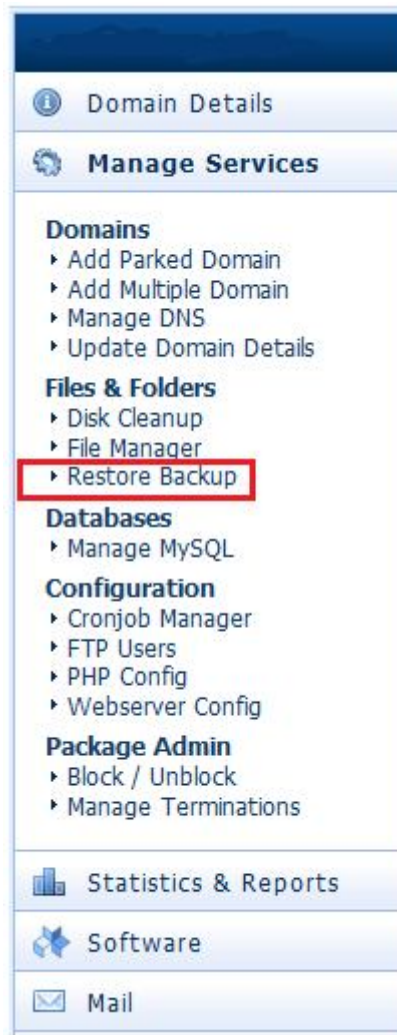 Domain Details
Manage Services
Domains
Add Parked Domain
Add Multiple Domain
Manage DNS
Update Domain Details
Files & Folders
Disk Cleanup
File Manager
Restore Backup
Databases
Manage MySQL
Configuration
Cronjob Manager
FTP Users
PHP Config
Webserver Config
Package Admin
Block / Unblock
Manage Terminations
Statistics & Reports
Software
Mail